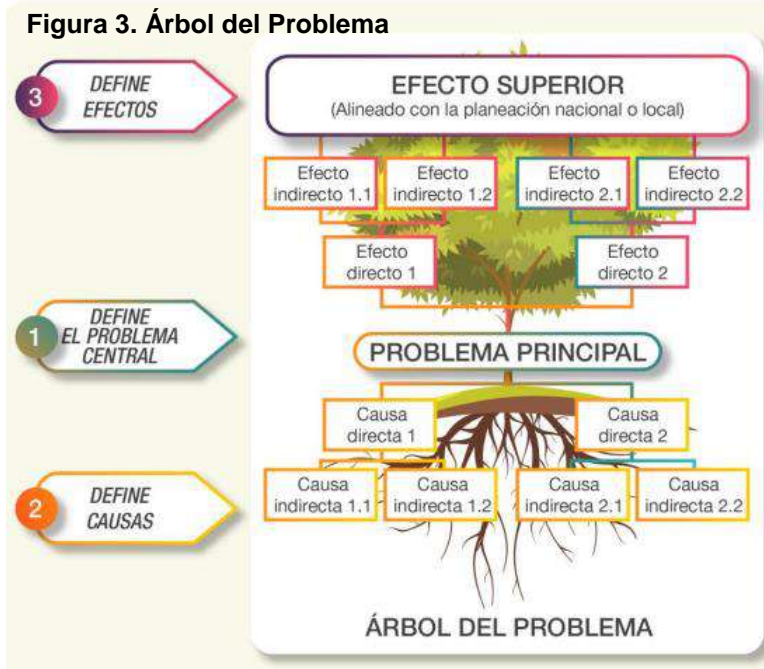 Figura 3. Árbol del Problema
3
DEFINE
EFECTOS
EFECTO SUPERIOR
(Alineado con la planeación nacional o local)
Efecto
indirecto 1.1
Efecto
indirecto 1.2
Efecto
indirecto 2.1
Efecto
indirecto 2.2
Efecto
directo 1
Efecto
directo 2
1
DEFINE
EL PROBLEMA
CENTRAL
PROBLEMA PRINCIPAL
Causa
directa 1
Causa
directa 2
2
DEFINE
CAUSAS
Causa
indirecta 1.1
Causa
indirecta 1.2
Causa
indirecta 2.1
Causa
indirecta 2.2
ÁRBOL DEL PROBLEMA